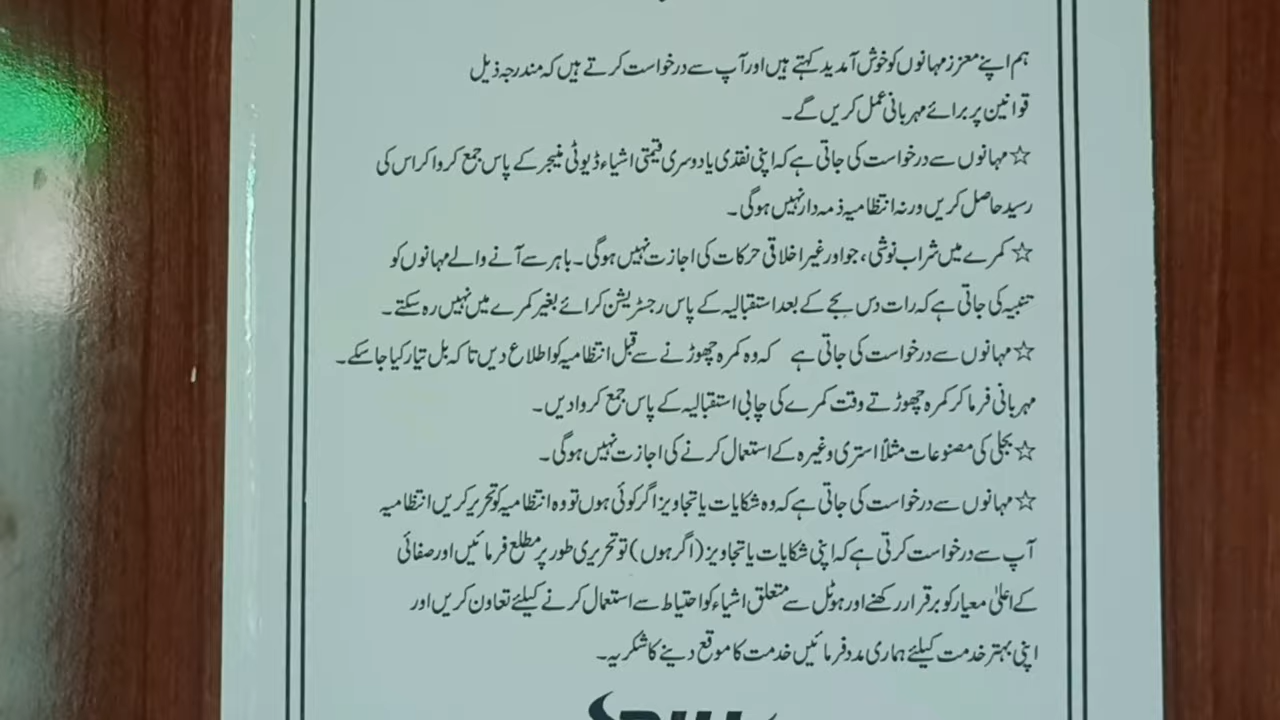 ہم اپنے معزز مہانوں کو خوش آمدید کہتے ہیں اور آپ سے درخواست کرتے ہیں کہ مندرجہ ذیل
قوانین پر برائے مہربانی عمل کریں گے۔
☆ مہانوں سے درخواست کی جاتی ہے کہ اپنی نقدی یا دوسری قیمتی اشیاء ڈیوٹی منیجر کے پاس جمع کروا کر اس کی
رسید حاصل کریں ورنہ انتظامیہ ذمہ دار نہیں ہوگی ۔
☆ کمرے میں شراب نوشی ، جوا اور غیر اخلاقی حرکات کی اجازت نہیں ہوگی ۔ باہر سے آنے والے مہانوں کو
تنبیہ کی جاتی ہے کہ رات دس بجے کے بعد استقبالیہ کے پاس رجسٹریشن کرائے بغیر کمرے میں نہیں رہ سکتے ۔
☆ مہانوں سے درخواست کی جاتی ہے کہ وہ کمرہ چھوڑنے سے قبل انتظامیہ کو اطلاع دیں تا کہ بل تیار کیا جا سکے ۔
مہربانی فرما کر کمرہ چھوڑتے وقت کمرے کی چابی استقبالیہ کے پاس جمع کروا دیں ۔
☆ بجلی کی مصنوعات مثلاً استری وغیرہ کے استعمال کرنے کی اجازت نہیں ہوگی ۔
☆ مہانوں سے درخواست کی جاتی ہے کہ وہ شکایات یا تجاویز اگر کوئی ہوں تو وہ انتظامیہ کو تحریر کریں انتظامیہ
آپ سے درخواست کرتی ہے کہ اپنی شکایات یا تجاویز (اگر ہوں) تو تحریری طور پر مطلع فرمائیں اور صفائی
کے اعلیٰ معیار کو برقرار رکھنے اور ہوٹل سے متعلق اشیاء کو احتیاط سے استعمال کرنے کیلئے تعاون کریں اور
اپنی بہتر خدمت کیلئے ہماری مدد فرمائیں خدمت کا موقع دینے کا شکریہ ۔